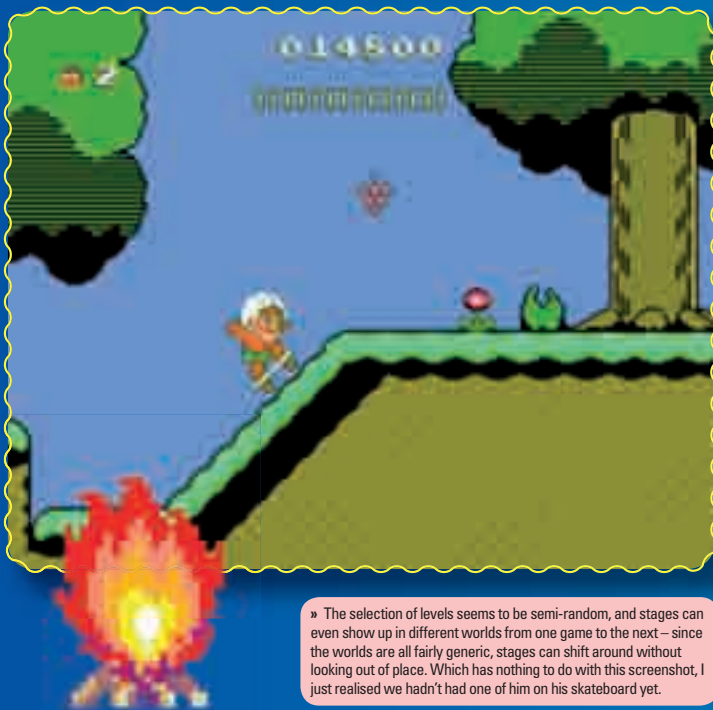 014800
2
» The selection of levels seems to be semi-random, and stages can
even show up in different worlds from one game to the next – since
the worlds are all fairly generic, stages can shift around without
looking out of place. Which has nothing to do with this screenshot, I
just realised we hadn't had one of him on his skateboard yet.